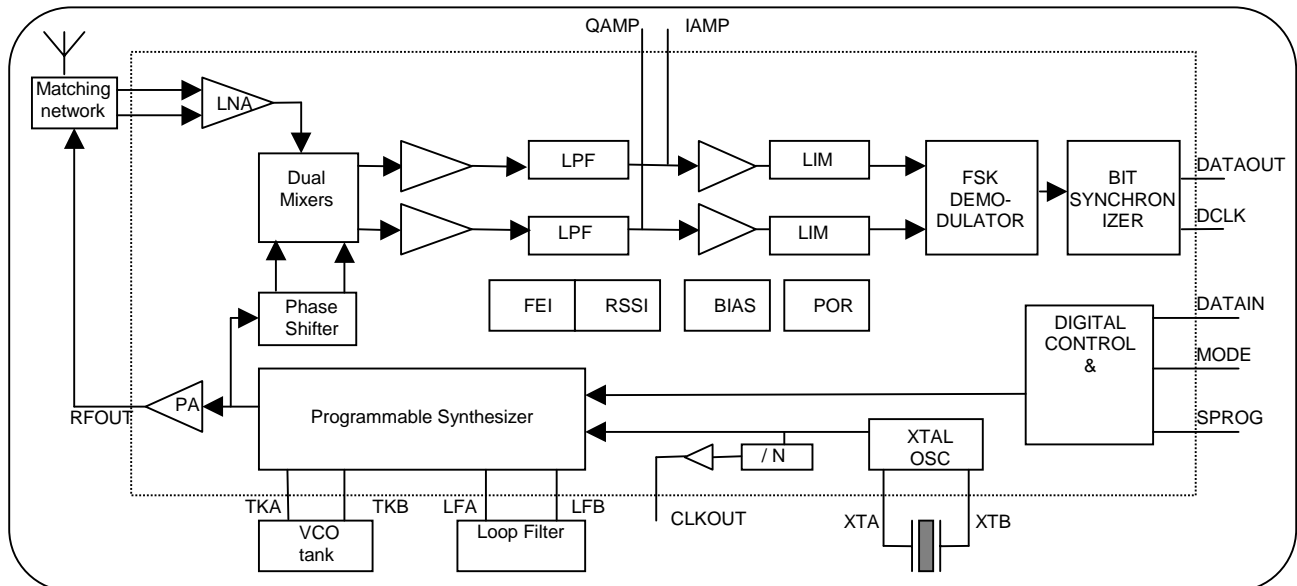 QAMP IAMP
Matching
network
LNA
LPF
LIM
Dual
Mixers
FSK
DEMO-
DULATOR
BIT
SYNCHRON
IZER
DATAOUT
DCLK
LPF
LIM
FEI RSSI BIAS POR
Phase
Shifter
DIGITAL
CONTROL
&
DATAIN
MODE
SPROG
RFOUT
PA
Programmable Synthesizer
XTAL
OSC
/ N
TKA TKB LFA LFB
CLKOUT
XTA XTB
VCO
tank
Loop Filter